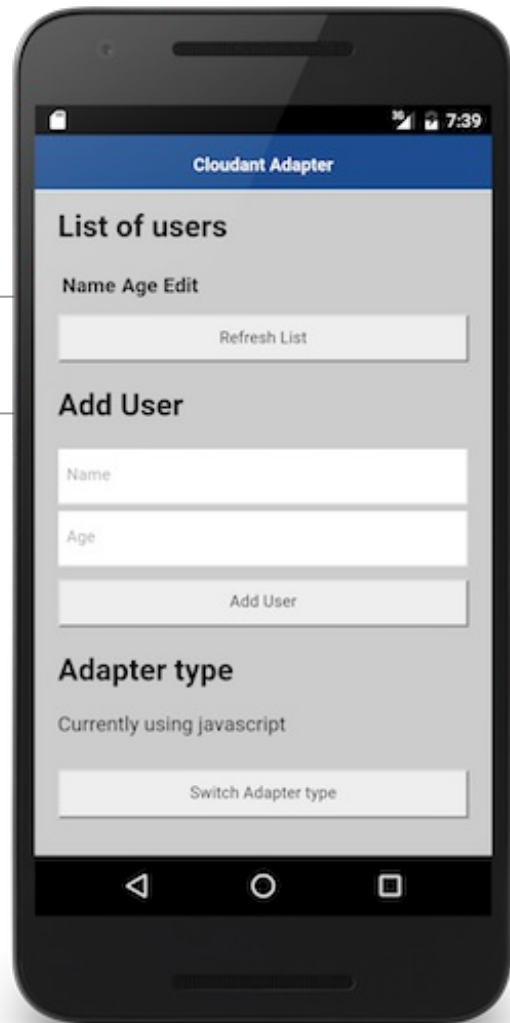 3G 7:39
Cloudant Adapter
List of users
Name Age Edit
Refresh List
Add User
Name
Age
Add User
Adapter type
Currently using javascript
Switch Adapter type